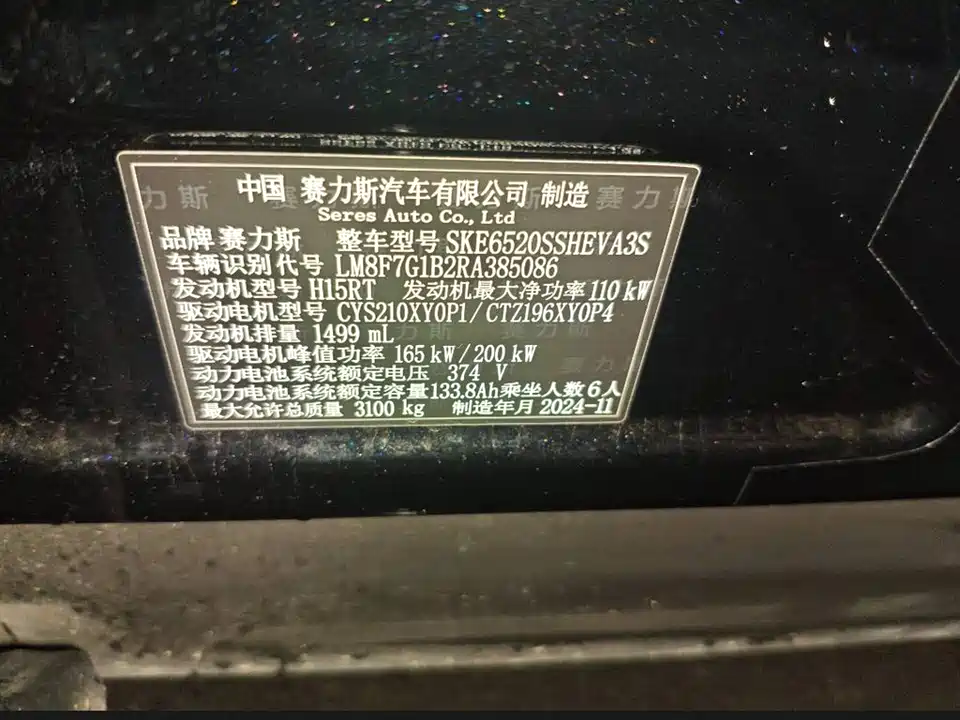 中国 赛力斯汽车有限公司 制造
Seres Auto Co., Ltd
品牌 赛力斯 整车型号 SKE6520SSHEVA3S
车辆识别代号 LM8F7G1B2RA385086
发动机型号 H15RT 发动机最大净功率 110 kW
驱动电机型号 CYS210XY0P1 / CTZ196XY0P4
发动机排量 1499 mL
驱动电机峰值功率 165 kW / 200 kW
动力电池系统额定电压 374 V
动力电池系统额定容量 133.8Ah 乘坐人数 6人
最大允许总质量 3100 kg 制造年月 2024-11